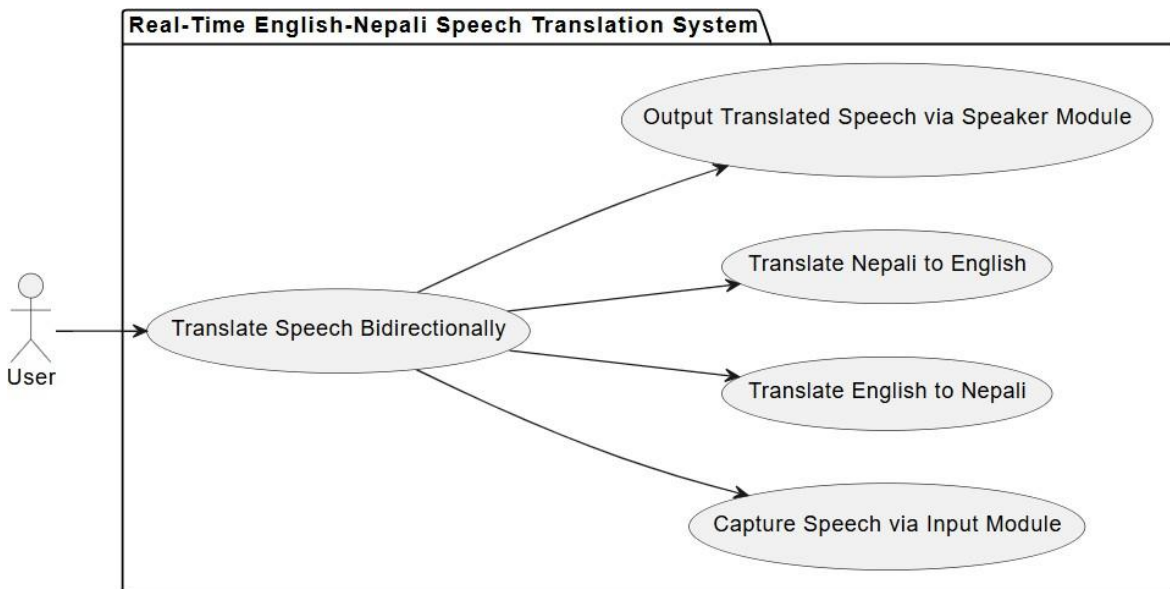 Real-Time English-Nepali Speech Translation System
Output Translated Speech via Speaker Module
Translate Nepali to English
Translate Speech Bidirectionally
User
Translate English to Nepali
Capture Speech via Input Module